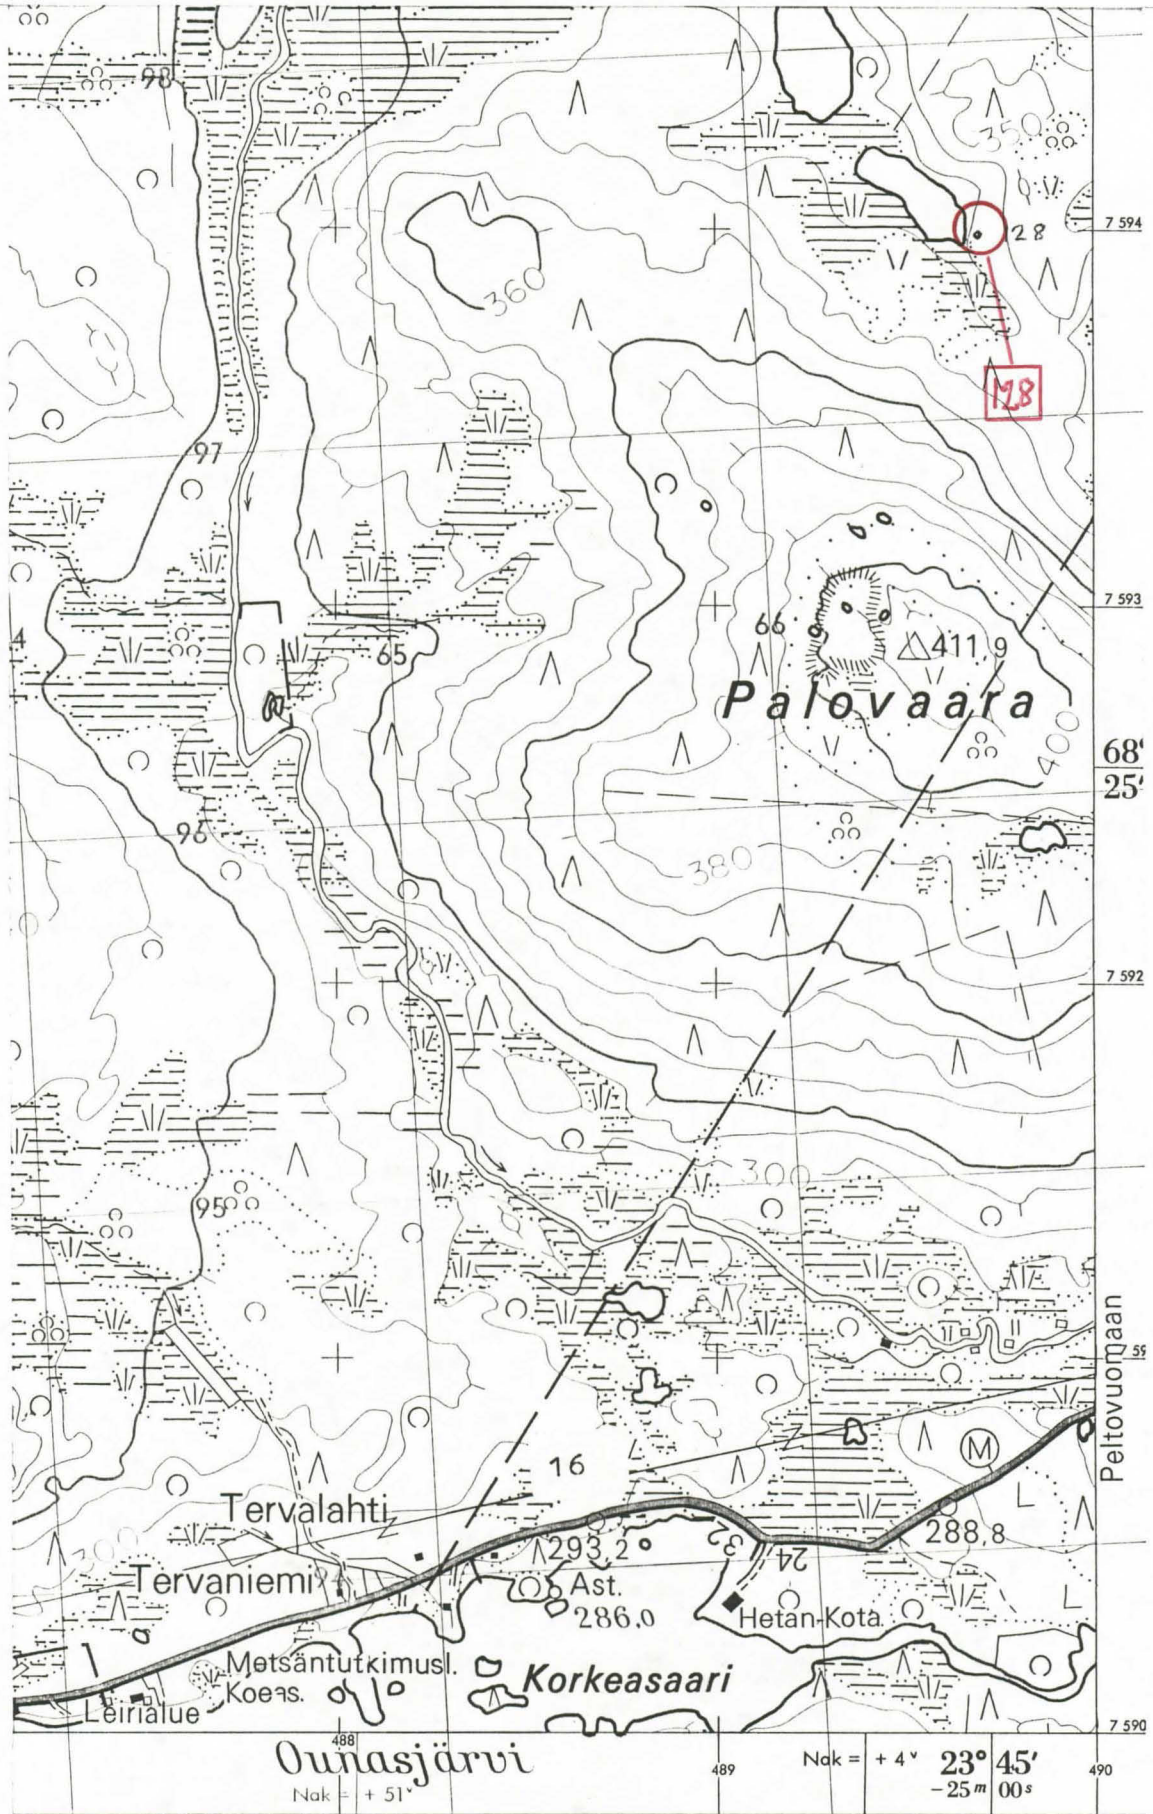 98
350
28
7 594
360
128
97
7 593
4
66
65
411,9
Palovaara
400
68°
25'
96
380
7 592
300
95
Peltovuomaan
16
M
Tervalahti
L
293,2
32
24
288,8
300
Tervaniemi
94
Ast.
286,0
L
Hetan-Kota
Metsäntutkimusl.
Koeas.
Korkeasaari
Leirialue
7 590
488
Ounasjärvi
489
Nak = + 4ᵛ
23° 45'
490
Nak = + 51ᵛ
-25ᵐ 00ˢ